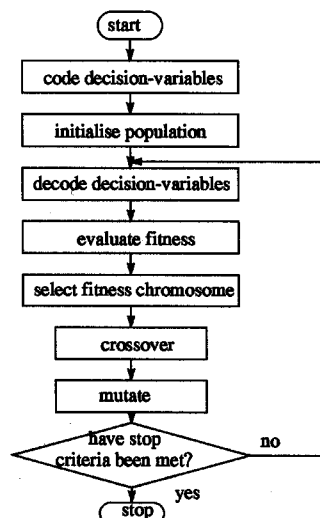 start
code decision-variables
initialise population
decode decision-variables
evaluate fitness
select fitness chromosome
crossover
mutate
have stop
criteria been met?
no
yes
stop